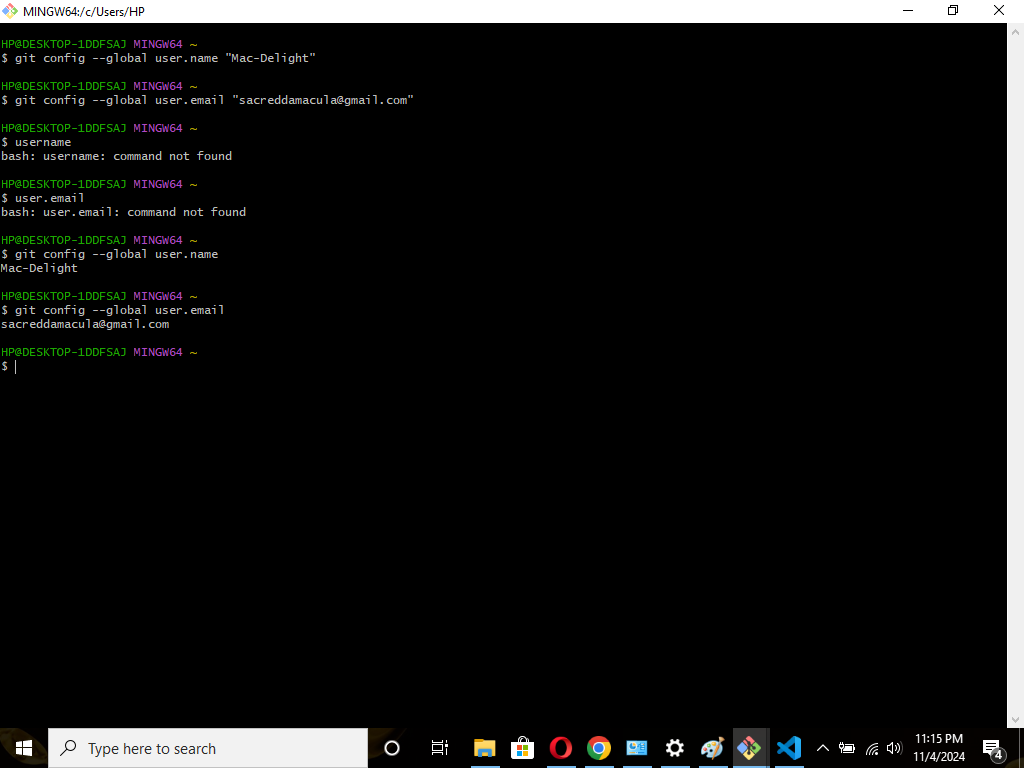 MINGW64:/c/Users/HP
HP@DESKTOP-1DDFSAJ MINGW64 ~
$ git config --global user.name "Mac-Delight"
HP@DESKTOP-1DDFSAJ MINGW64 ~
$ git config --global user.email "sacreddamacula@gmail.com"
HP@DESKTOP-1DDFSAJ MINGW64 ~
$ username
bash: username: command not found
HP@DESKTOP-1DDFSAJ MINGW64 ~
$ user.email
bash: user.email: command not found
HP@DESKTOP-1DDFSAJ MINGW64 ~
$ git config --global user.name
Mac-Delight
HP@DESKTOP-1DDFSAJ MINGW64 ~
$ git config --global user.email
sacreddamacula@gmail.com
HP@DESKTOP-1DDFSAJ MINGW64 ~
$
Type here to search
11:15 PM
11/4/2024
4